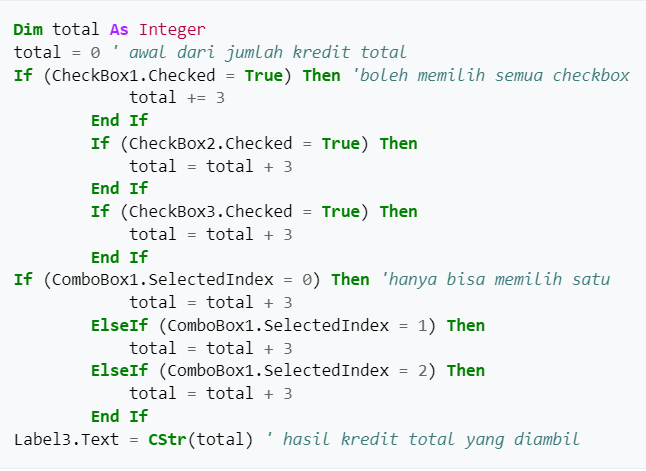 Dim total As Integer
total = 0 ' awal dari jumlah kredit total
If (CheckBox1.Checked = True) Then 'boleh memilih semua checkbox
            total += 3
        End If
        If (CheckBox2.Checked = True) Then
            total = total + 3
        End If
        If (CheckBox3.Checked = True) Then
            total = total + 3
        End If
If (ComboBox1.SelectedIndex = 0) Then 'hanya bisa memilih satu
            total = total + 3
        ElseIf (ComboBox1.SelectedIndex = 1) Then
            total = total + 3
        ElseIf (ComboBox1.SelectedIndex = 2) Then
            total = total + 3
        End If
Label3.Text = CStr(total) ' hasil kredit total yang diambil